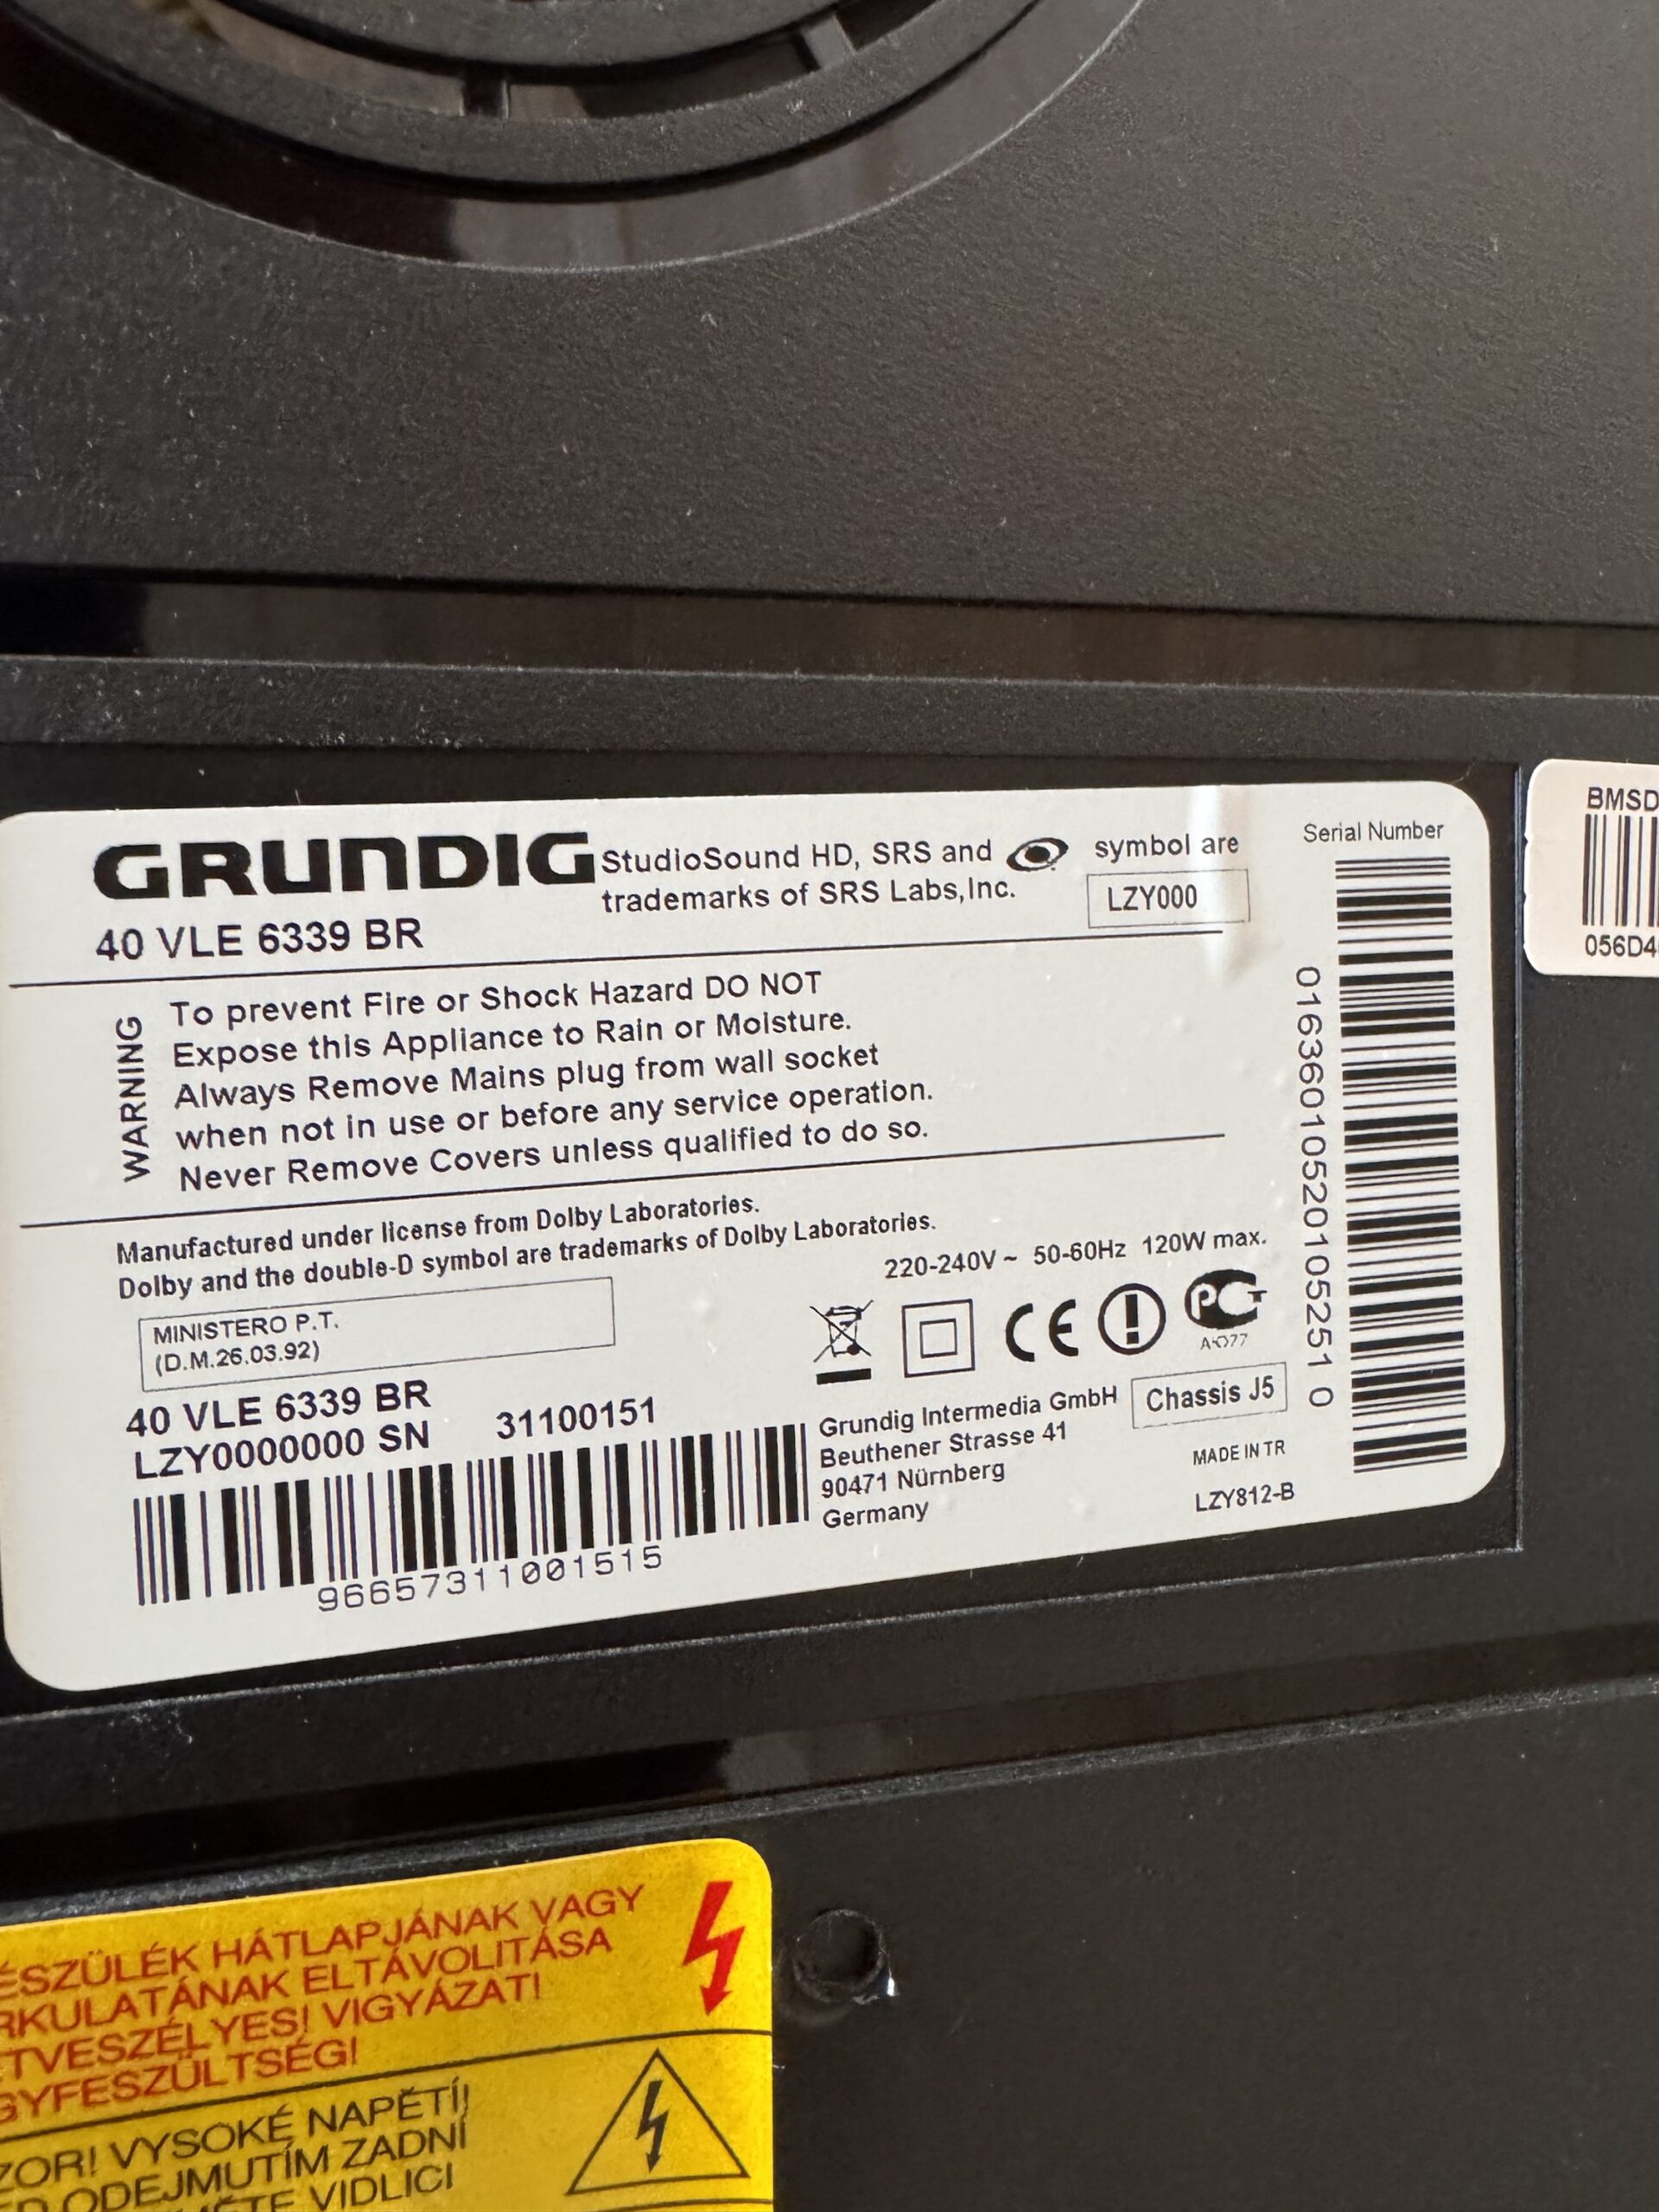 GRUNDIG
StudioSound HD, SRS and symbol are
trademarks of SRS Labs,Inc.
LZY000
40 VLE 6339 BR
WARNING
To prevent Fire or Shock Hazard DO NOT
Expose this Appliance to Rain or Moisture.
Always Remove Mains plug from wall socket
when not in use or before any service operation.
Never Remove Covers unless qualified to do so.
Manufactured under license from Dolby Laboratories.
Dolby and the double-D symbol are trademarks of Dolby Laboratories.
220-240V ~ 50-60Hz 120W max.
MINISTERO P.T.
(D.M.26.03.92)
CE
PCT
40 VLE 6339 BR
LZY0000000 SN 31100151
96657311001515
Grundig Intermedia GmbH
Beuthener Strasse 41
90471 Nürnberg
Germany
Chassis J5
MADE IN TR
LZY812-B
Serial Number
01636010520105251 0
BMSD
056D4
ÉSZÜLÉK HÁTLAPJÁNAK VAGY
RKULATÁNAK ELTÁVOLITÁSA
ETVESZÉLYES! VIGYÁZAT!
GYFESZÜLTSÉG!
ZOR! VYSOKÉ NAPĚTÍ!
ODEJMUTÍM ZADNÍ
VIDLICI